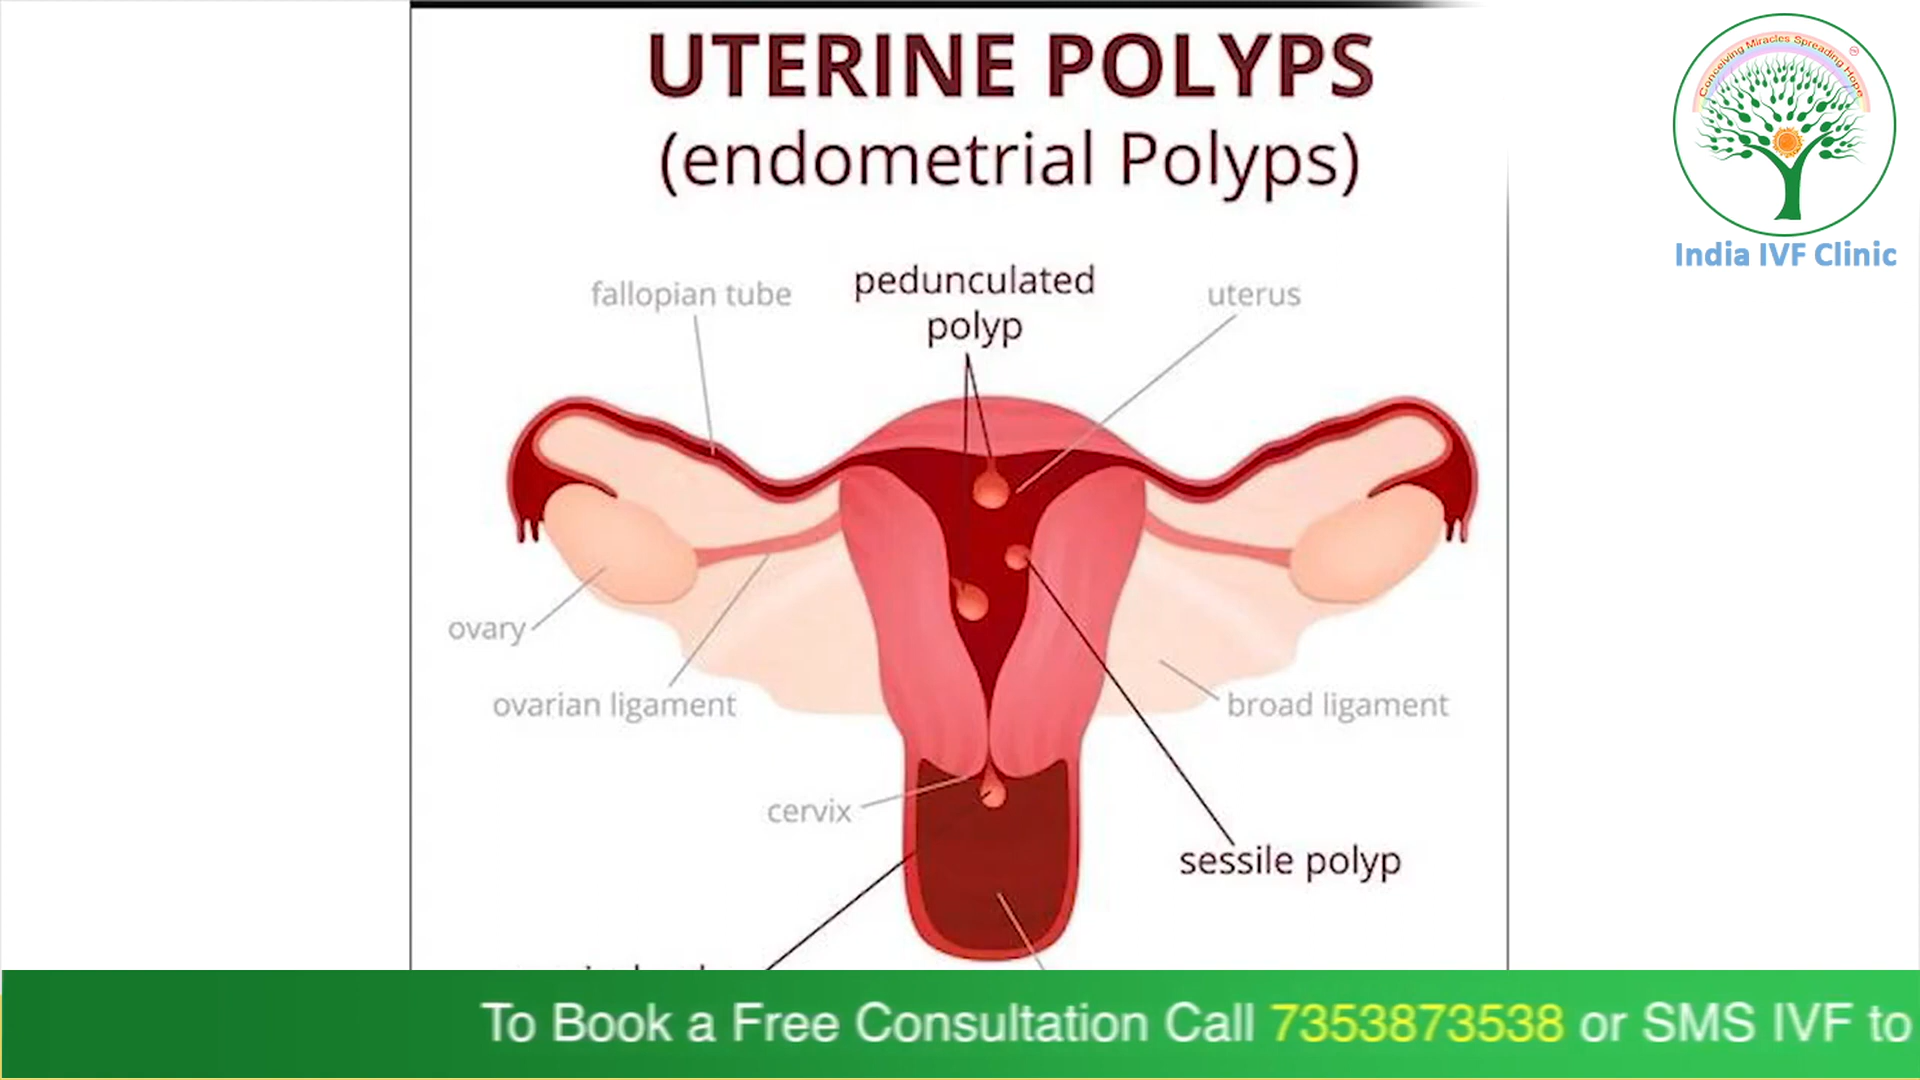 UTERINE POLYPS
(endometrial Polyps)
Conceiving Miracles Spreading Hope
India IVF Clinic
fallopian tube
pedunculated
polyp
uterus
ovary
ovarian ligament
broad ligament
cervix
sessile polyp
To Book a Free Consultation Call 7353873538 or SMS IVF to